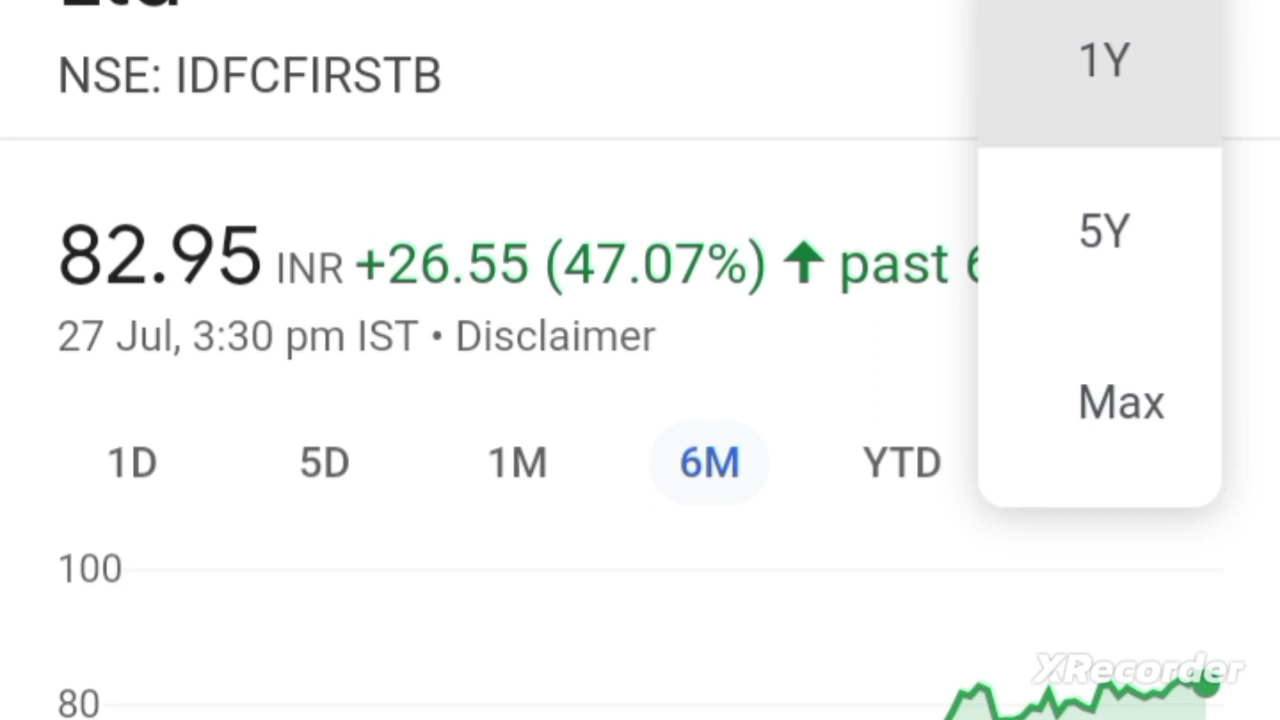 Ltd
NSE: IDFCFIRSTB
82.95 INR +26.55 (47.07%) ↑ past
27 Jul, 3:30 pm IST • Disclaimer
1D 5D 1M 6M YTD
1Y
5Y
Max
100
80
XRecorder